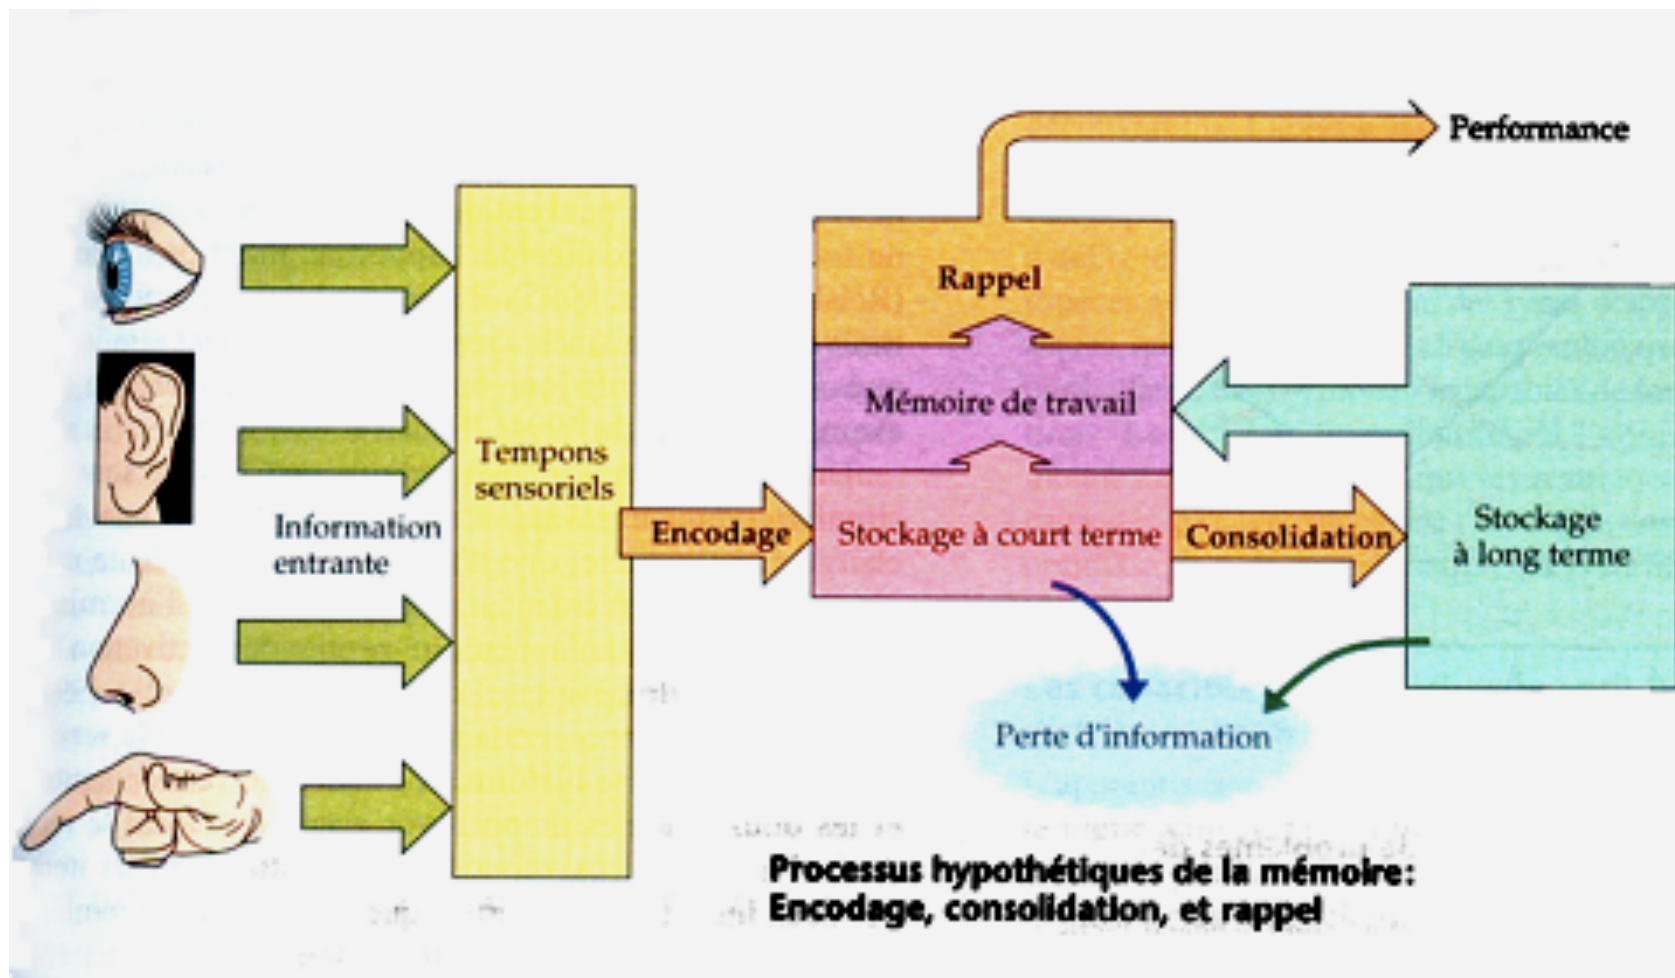 Performance
Rappel
Mémoire de travail
Tempons
sensoriels
Information
entrante
Encodage
Stockage à court terme
Consolidation
Stockage
à long terme
Perte d'information
Processus hypothétiques de la mémoire:
Encodage, consolidation, et rappel